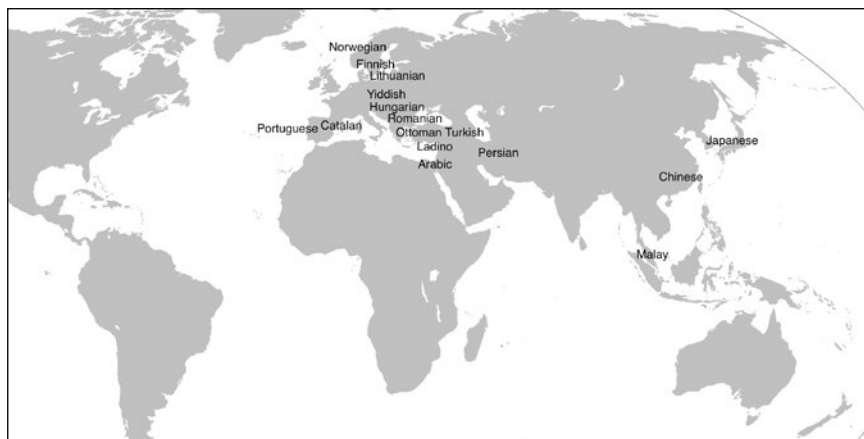 Norwegian
Finnish
Lithuanian
Yiddish
Hungarian
Romanian
Portuguese
Catalan
Ottoman Turkish
Japanese
Ladino
Persian
Arabic
Chinese
Malay